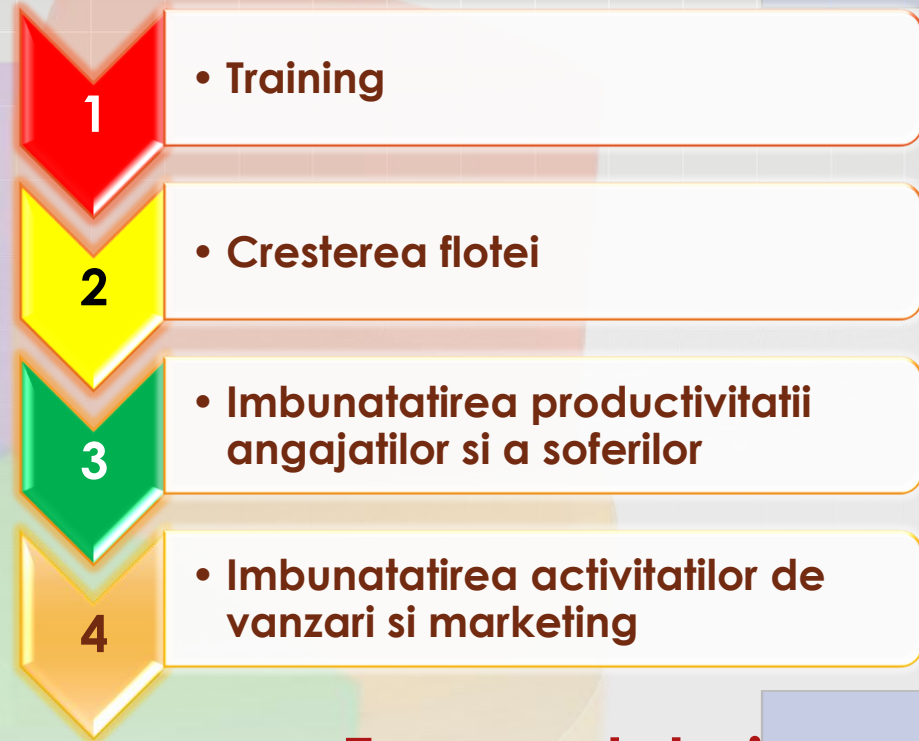 1
• Training
2
• Cresterea flotei
3
• Imbunatatirea productivitatii
angajatilor si a soferilor
4
• Imbunatatirea activitatilor de
vanzari si marketing